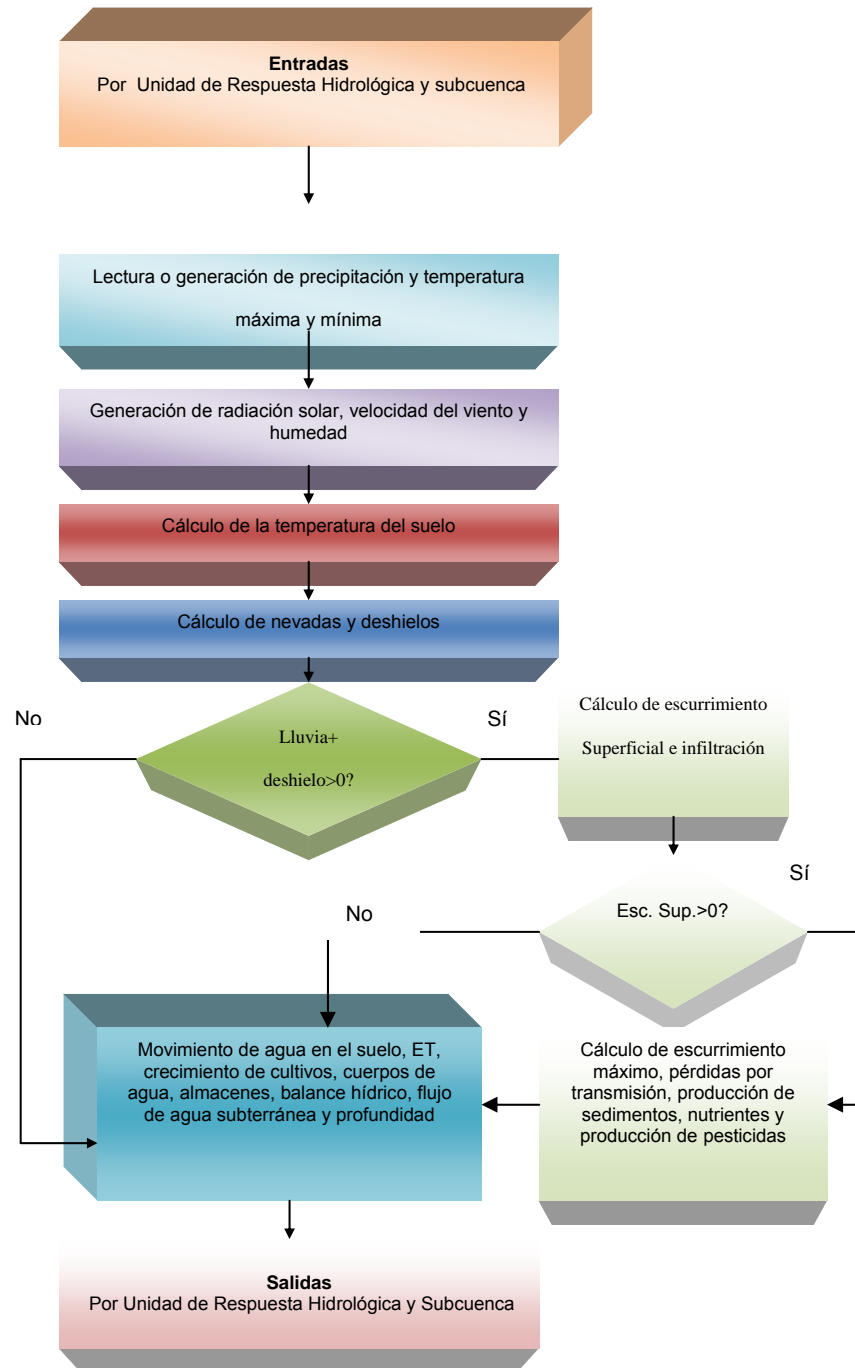 Entradas
Por Unidad de Respuesta Hidrológica y subcuenca
Lectura o generación de precipitación y temperatura
máxima y mínima
Generación de radiación solar, velocidad del viento y
humedad
Cálculo de la temperatura del suelo
Cálculo de nevadas y deshielos
No
Lluvia+
deshielo>0?
Sí
Cálculo de escurrimiento
Superficial e infiltración
Sí
Esc. Sup.>0?
No
Movimiento de agua en el suelo, ET,
crecimiento de cultivos, cuerpos de
agua, almacenes, balance hídrico, flujo
de agua subterránea y profundidad
Cálculo de escurrimiento
máximo, pérdidas por
transmisión, producción de
sedimentos, nutrientes y
producción de pesticidas
Salidas
Por Unidad de Respuesta Hidrológica y Subcuenca